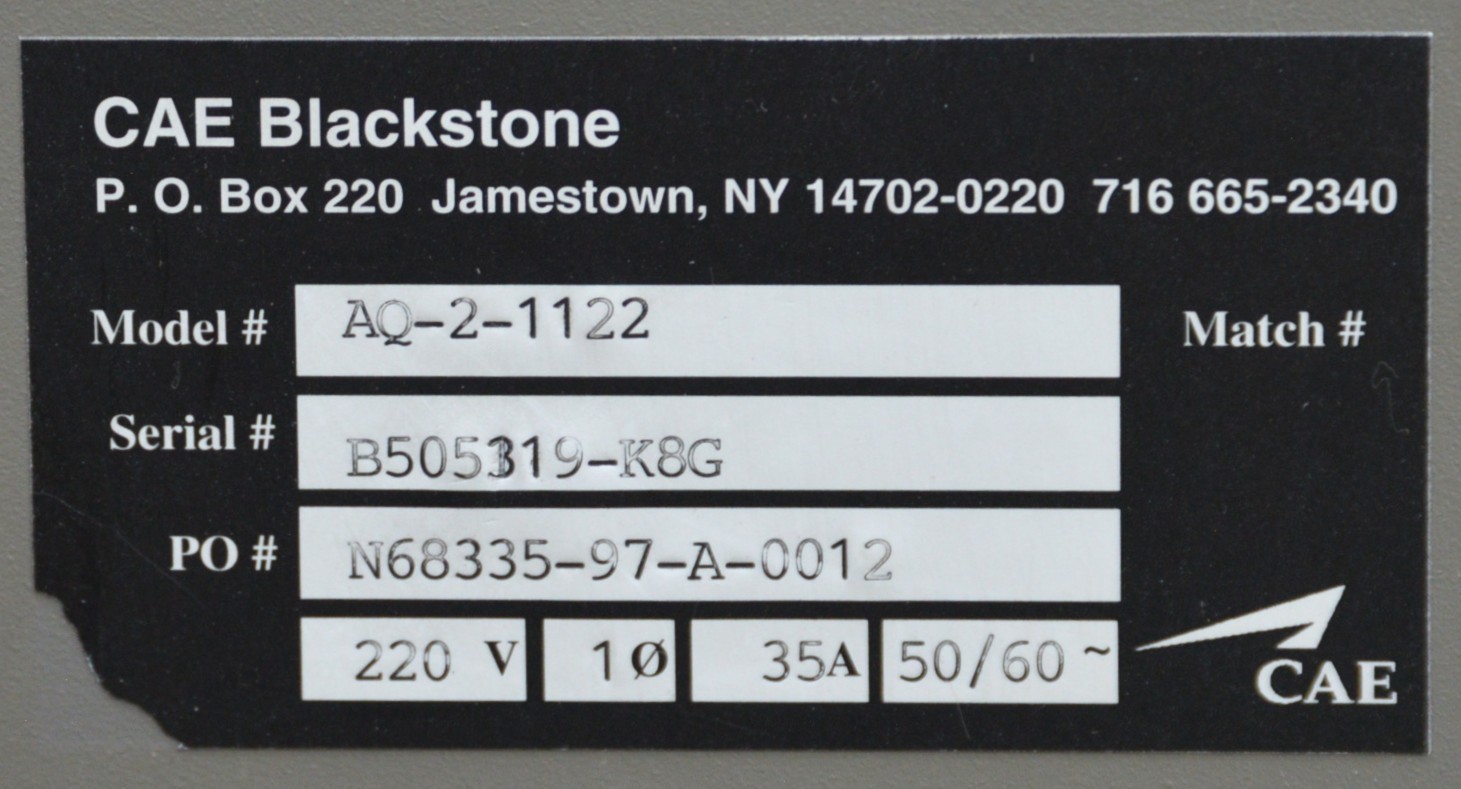 CAE Blackstone
P. O. Box 220 Jamestown, NY 14702-0220 716 665-2340
Model # AQ-2-1122 Match #
Serial # B505319-K8G
PO # N68335-97-A-0012
220 V 1 Ø 35A 50/60 ~
CAE